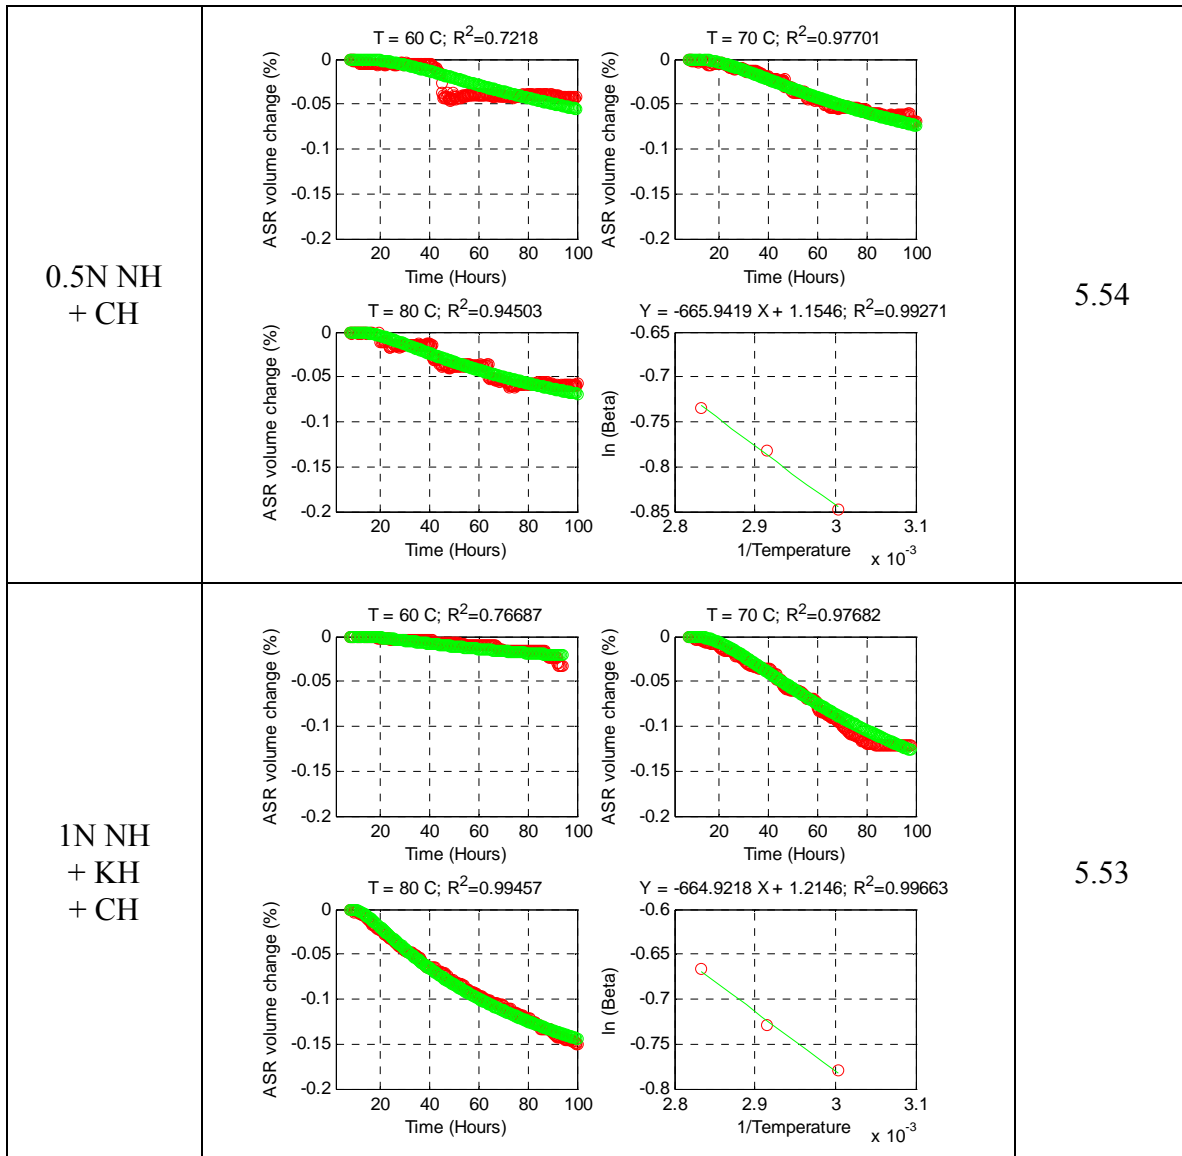 0.5N NH
+ CH
T = 60 C; R2=0.7218
ASR volume change (%)
0
-0.05
-0.1
-0.15
-0.2
20 40 60 80 100
Time (Hours)
T = 70 C; R2=0.97701
ASR volume change (%)
0
-0.05
-0.1
-0.15
-0.2
20 40 60 80 100
Time (Hours)
T = 80 C; R2=0.94503
ASR volume change (%)
0
-0.05
-0.1
-0.15
-0.2
20 40 60 80 100
Time (Hours)
Y = -665.9419 X + 1.1546; R2=0.99271
ln (Beta)
-0.65
-0.7
-0.75
-0.8
-0.85
2.8 2.9 3 3.1
1/Temperature x 10-3
5.54
1N NH
+ KH
+ CH
T = 60 C; R2=0.76687
ASR volume change (%)
0
-0.05
-0.1
-0.15
-0.2
20 40 60 80 100
Time (Hours)
T = 70 C; R2=0.97682
ASR volume change (%)
0
-0.05
-0.1
-0.15
-0.2
20 40 60 80 100
Time (Hours)
T = 80 C; R2=0.99457
ASR volume change (%)
0
-0.05
-0.1
-0.15
-0.2
20 40 60 80 100
Time (Hours)
Y = -664.9218 X + 1.2146; R2=0.99663
ln (Beta)
-0.6
-0.65
-0.7
-0.75
-0.8
2.8 2.9 3 3.1
1/Temperature x 10-3
5.53